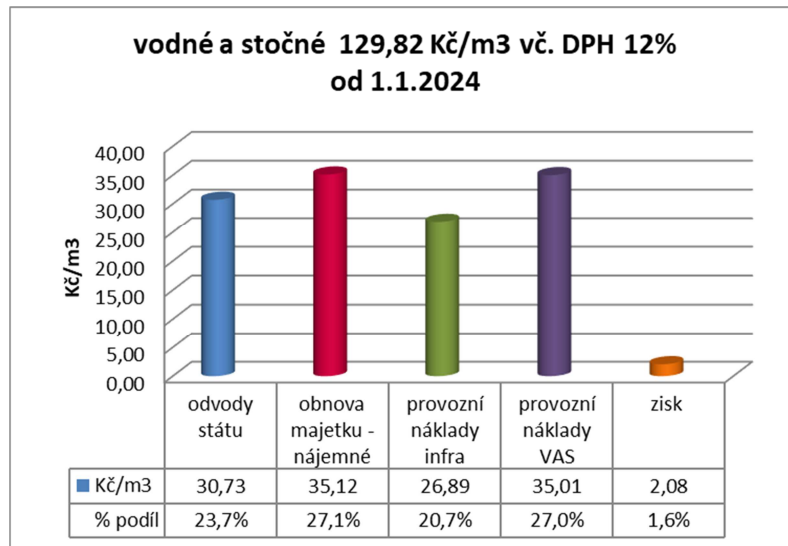 vodné a stočné 129,82 Kč/m3 vč. DPH 12%
od 1.1.2024
40,00
35,00
30,00
25,00
20,00
15,00
10,00
5,00
0,00
Kč/m3
odvody státu
obnova majetku - nájemné
provozní náklady infra
provozní náklady VAS
zisk
Kč/m3 30,73 35,12 26,89 35,01 2,08
% podíl 23,7% 27,1% 20,7% 27,0% 1,6%